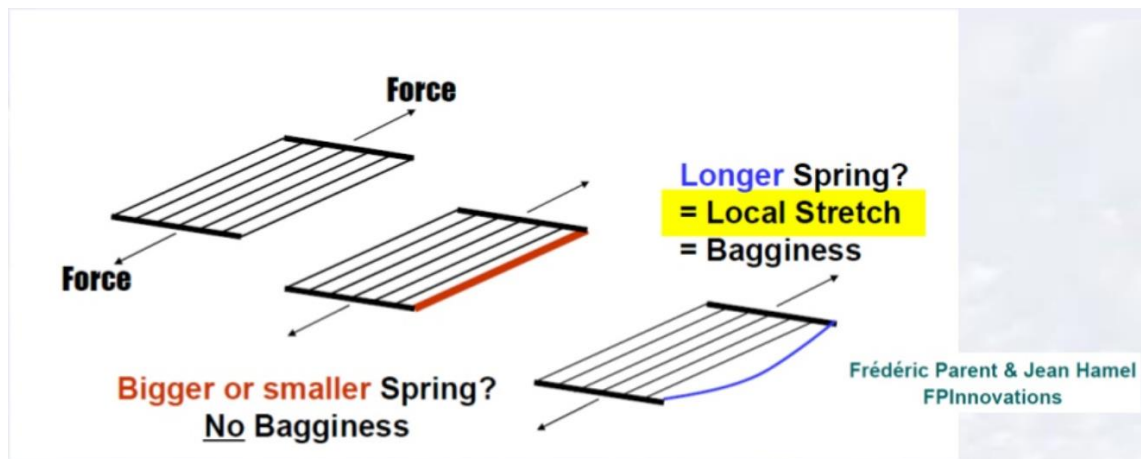 Force
Force
Longer Spring?
= Local Stretch
= Bagginess
Bigger or smaller Spring?
No Bagginess
Frédéric Parent & Jean Hamel
FPInnovations